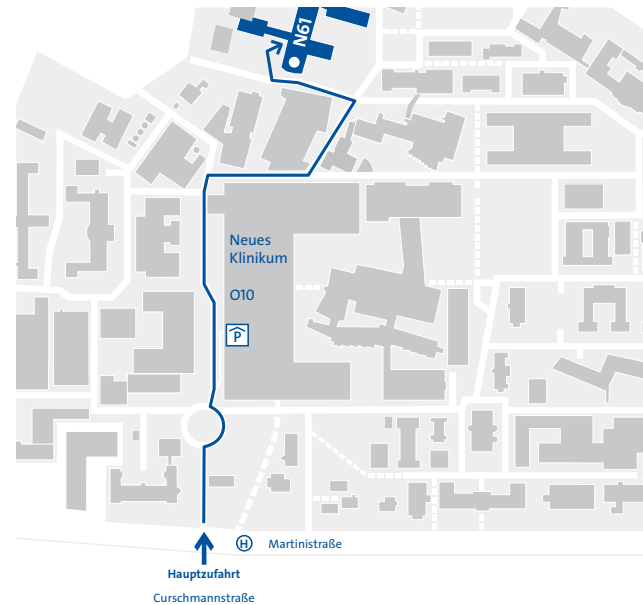 N61
Neues
Klinikum
O10
P
H Martinistraße
Hauptzufahrt
Curschmannstraße